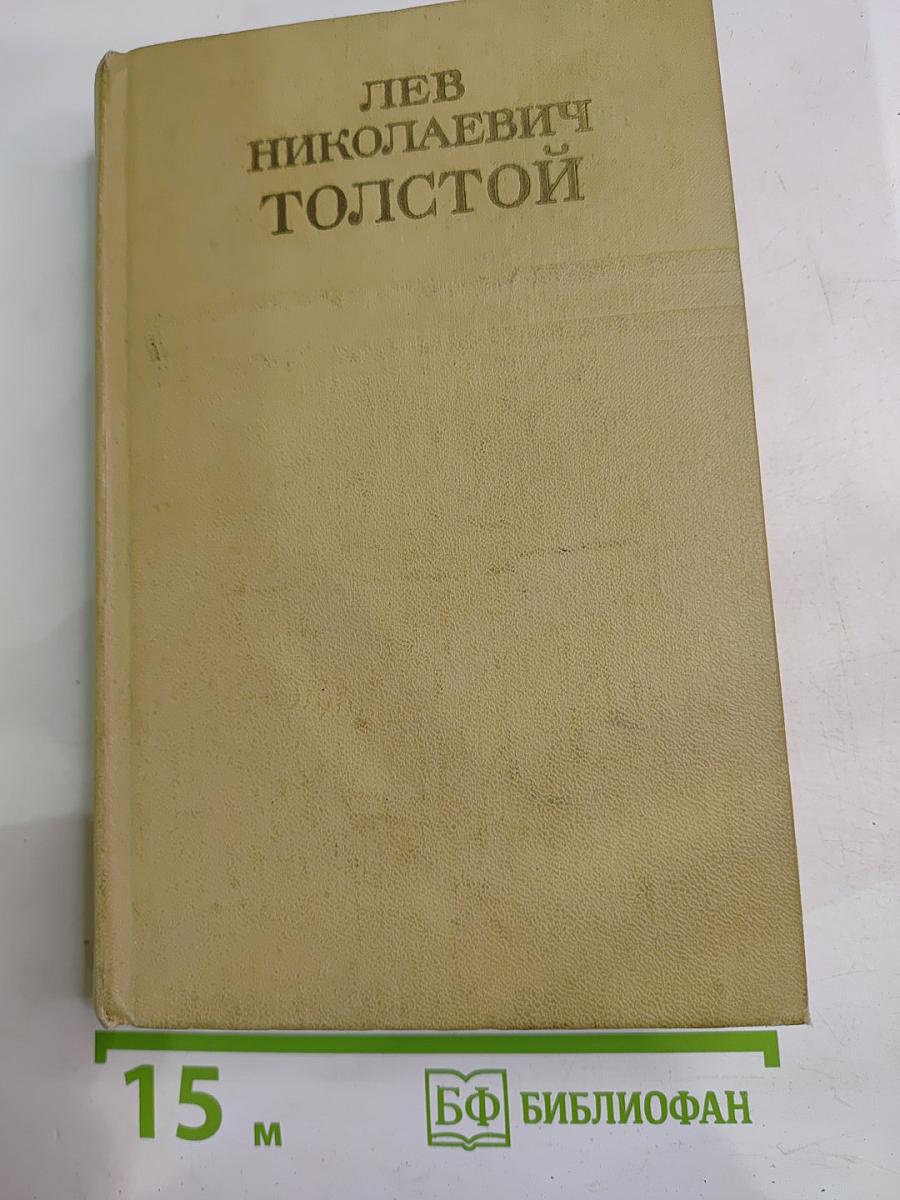 ЛЕВ
НИКОЛАЕВИЧ
ТОЛСТОЙ
15 м
БФ БИБЛИОФАН